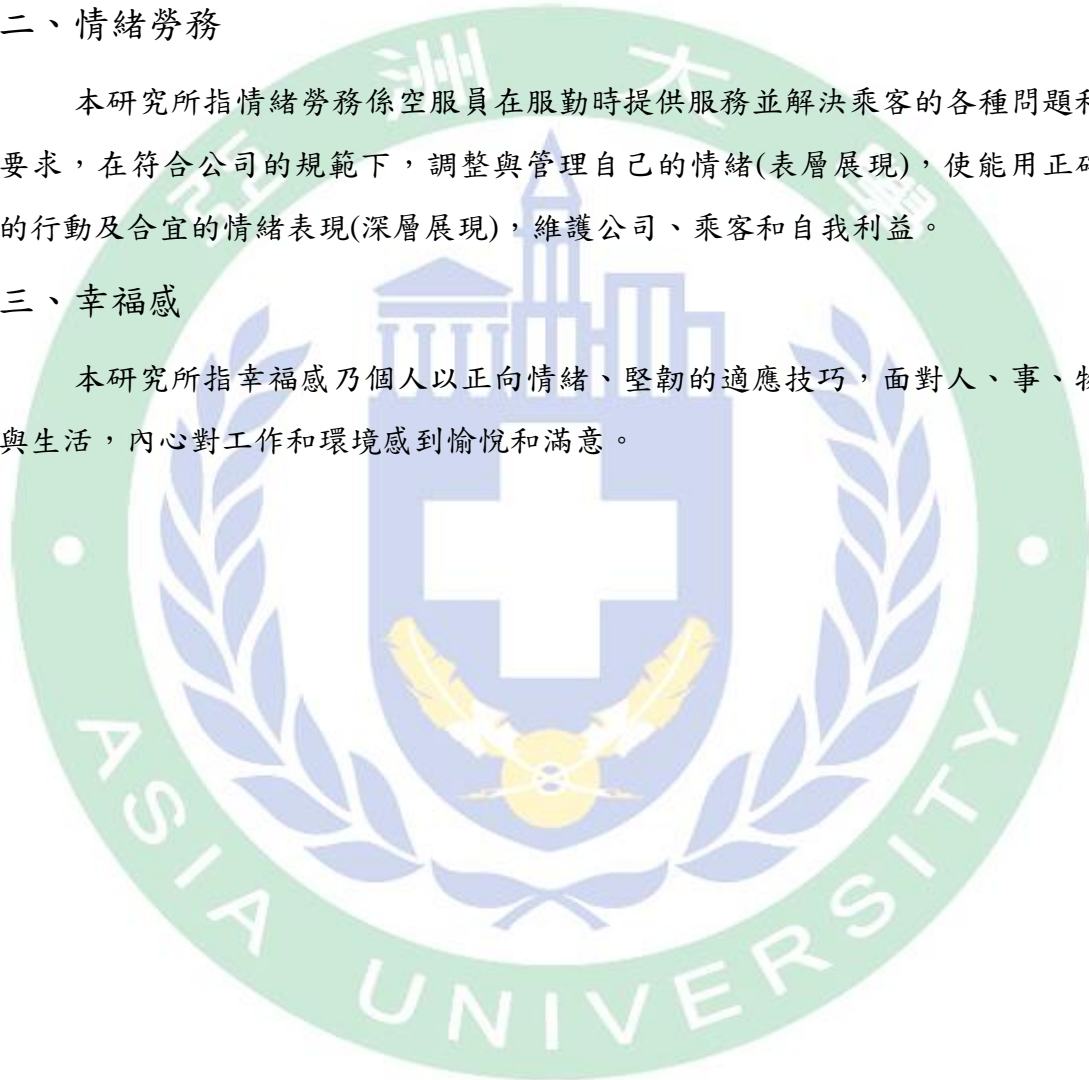 二、情緒勞務
本研究所指情緒勞務係空服員在服勤時提供服務並解決乘客的各種問題和
要求，在符合公司的規範下，調整與管理自己的情緒(表層展現)，使能用正確
的行動及合宜的情緒表現(深層展現)，維護公司、乘客和自我利益。
三、幸福感
本研究所指幸福感乃個人以正向情緒、堅韌的適應技巧，面對人、事、物
與生活，內心對工作和環境感到愉悅和滿意。
亞洲大學
ASIA UNIVERSITY